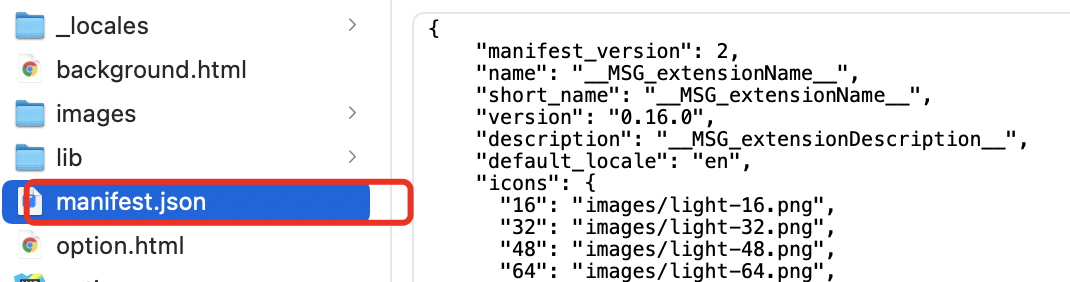 _locales
background.html
images
lib
manifest.json
option.html
{
    "manifest_version": 2,
    "name": "__MSG_extensionName__",
    "short_name": "__MSG_extensionName__",
    "version": "0.16.0",
    "description": "__MSG_extensionDescription__",
    "default_locale": "en",
    "icons": {
      "16": "images/light-16.png",
      "32": "images/light-32.png",
      "48": "images/light-48.png",
      "64": "images/light-64.png",